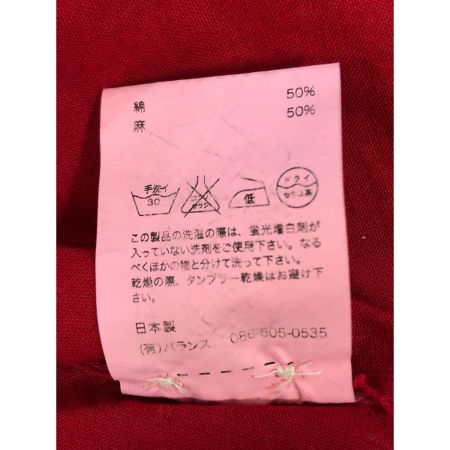 綿 50%
麻 50%
手洗イ 30 エンソサラシ 低 ドライ セキユ系
この製品の洗濯の際は、蛍光増白剤が
入っていない洗剤をご使用下さい。なる
べくほかの物と分けて洗って下さい。
乾燥の際、タンブラー乾燥はお避け下
さい。
日本製
(有)バランス 086-805-0535